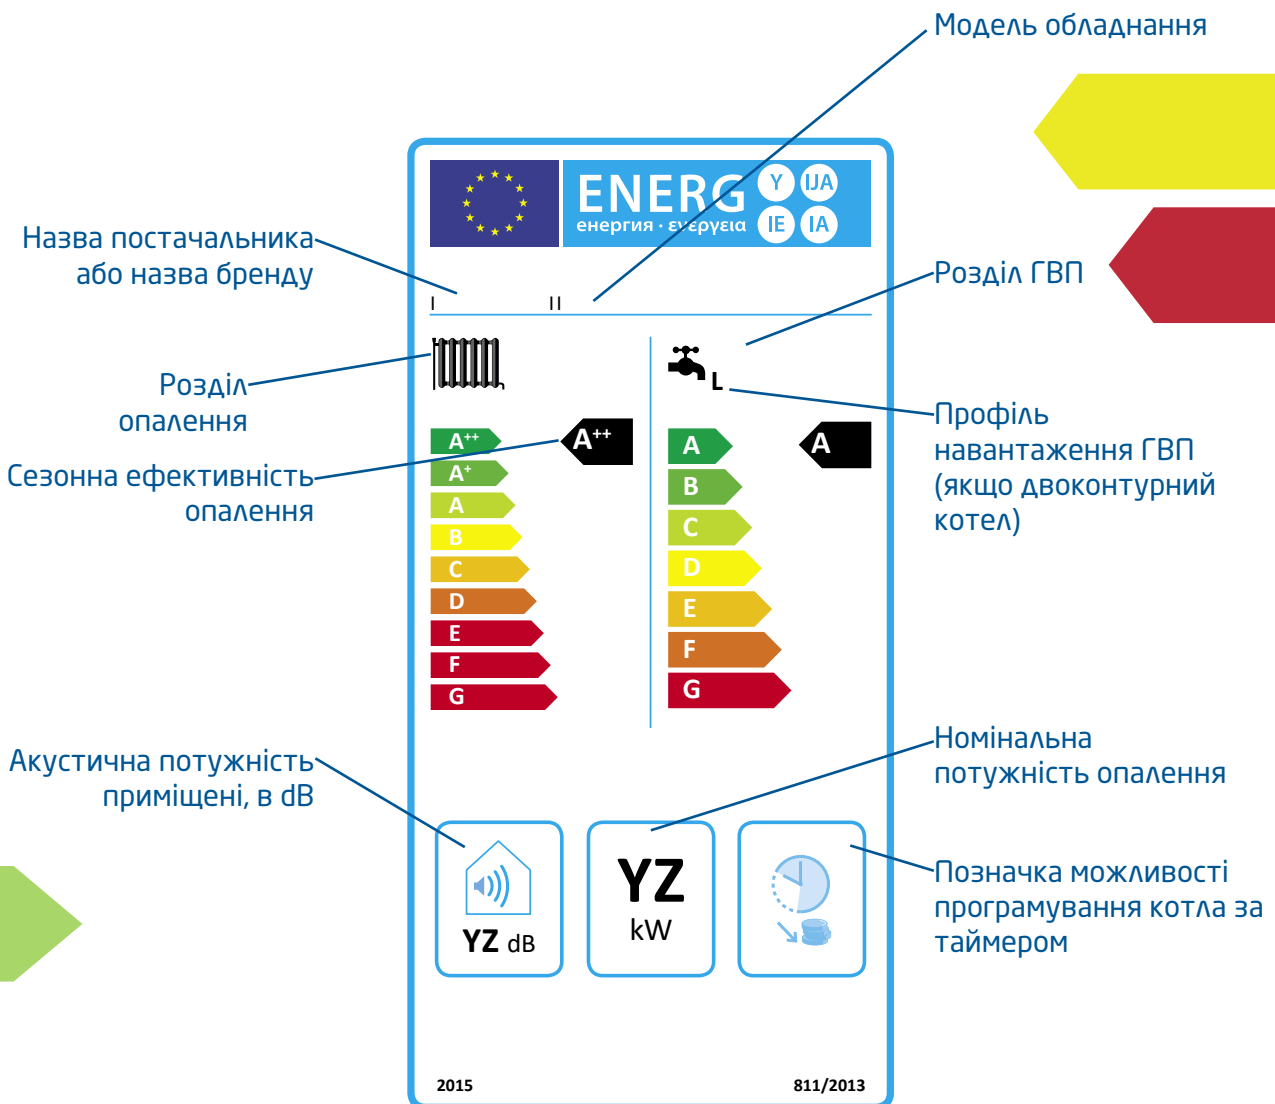 Модель обладнання
ENERG Y IJA
енергия · ενεργεια IE IA
Назва постачальника
або назва бренду
I II
Розділ ГВП
Розділ
опалення
L
Профіль
навантаження ГВП
(якщо двоконтурний
котел)
Сезонна ефективність
опалення
A++
A+
A
B
C
D
E
F
G
A++
A
B
C
D
E
F
G
A
Акустична потужність
приміщені, в dB
Номінальна
потужність опалення
YZ dB
YZ
kW
Позначка можливості
програмування котла за
таймером
2015 811/2013